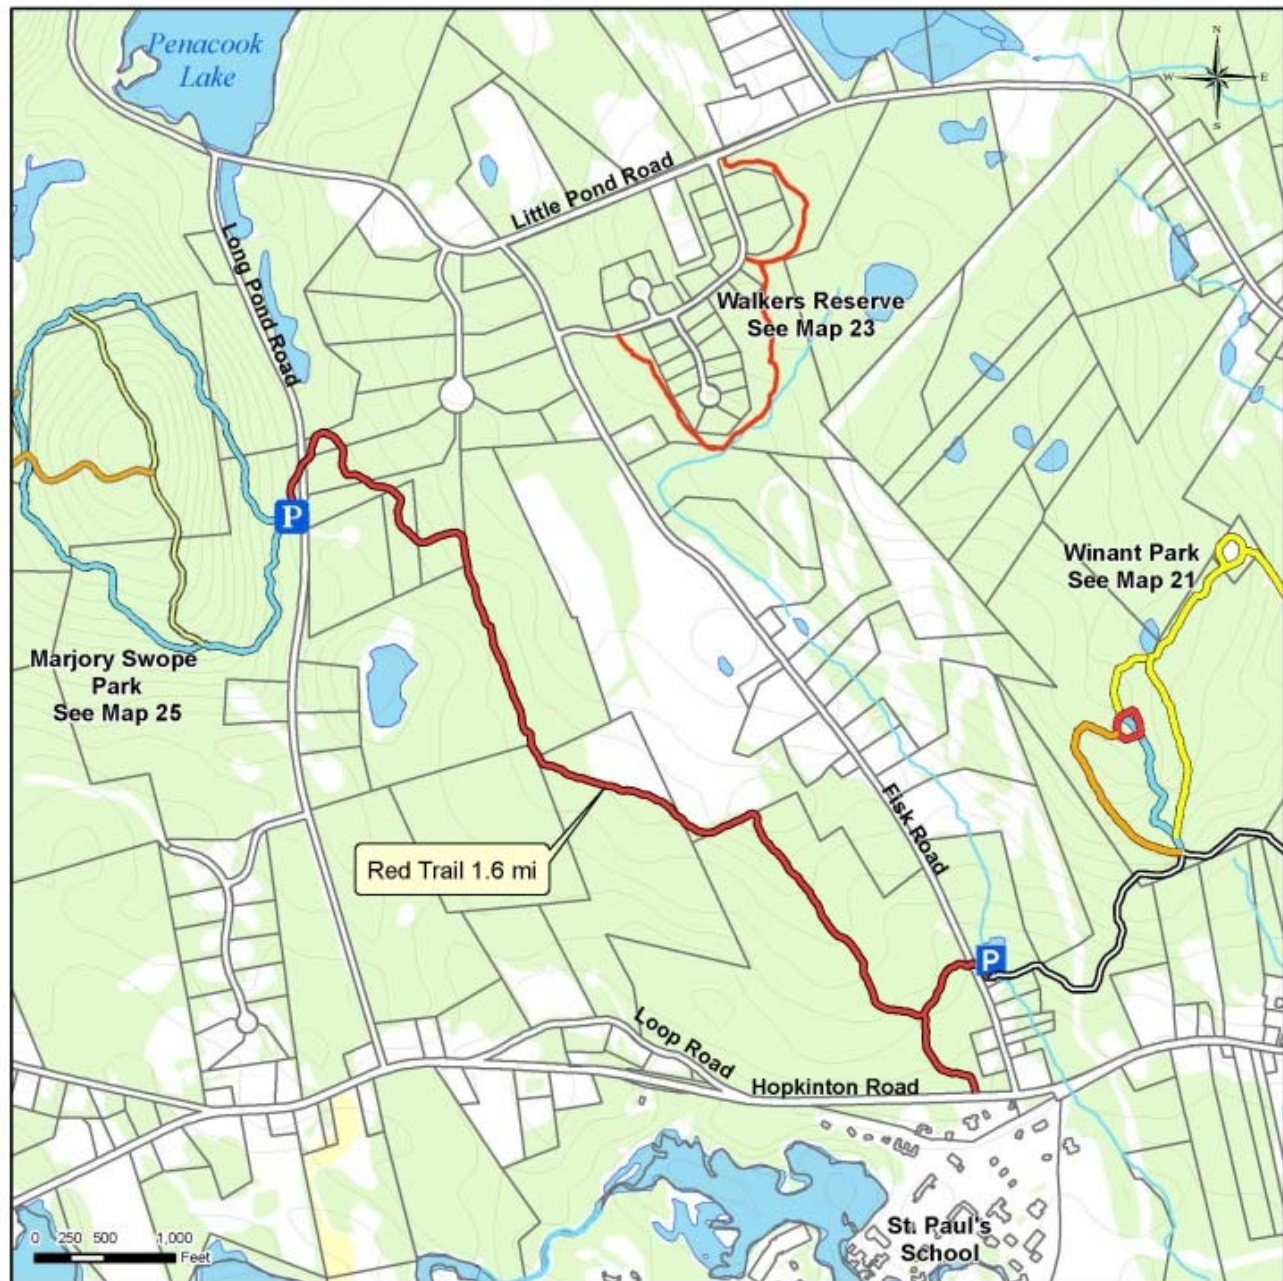 Penacook
Lake
N
W E
S
Little Pond Road
Long Pond Road
Walkers Reserve
See Map 23
P
Winant Park
See Map 21
Marjory Swope
Park
See Map 25
Red Trail 1.6 mi
Fisk Road
P
Loop Road
Hopkinton Road
St. Paul's
School
0 250 500 1,000
Feet